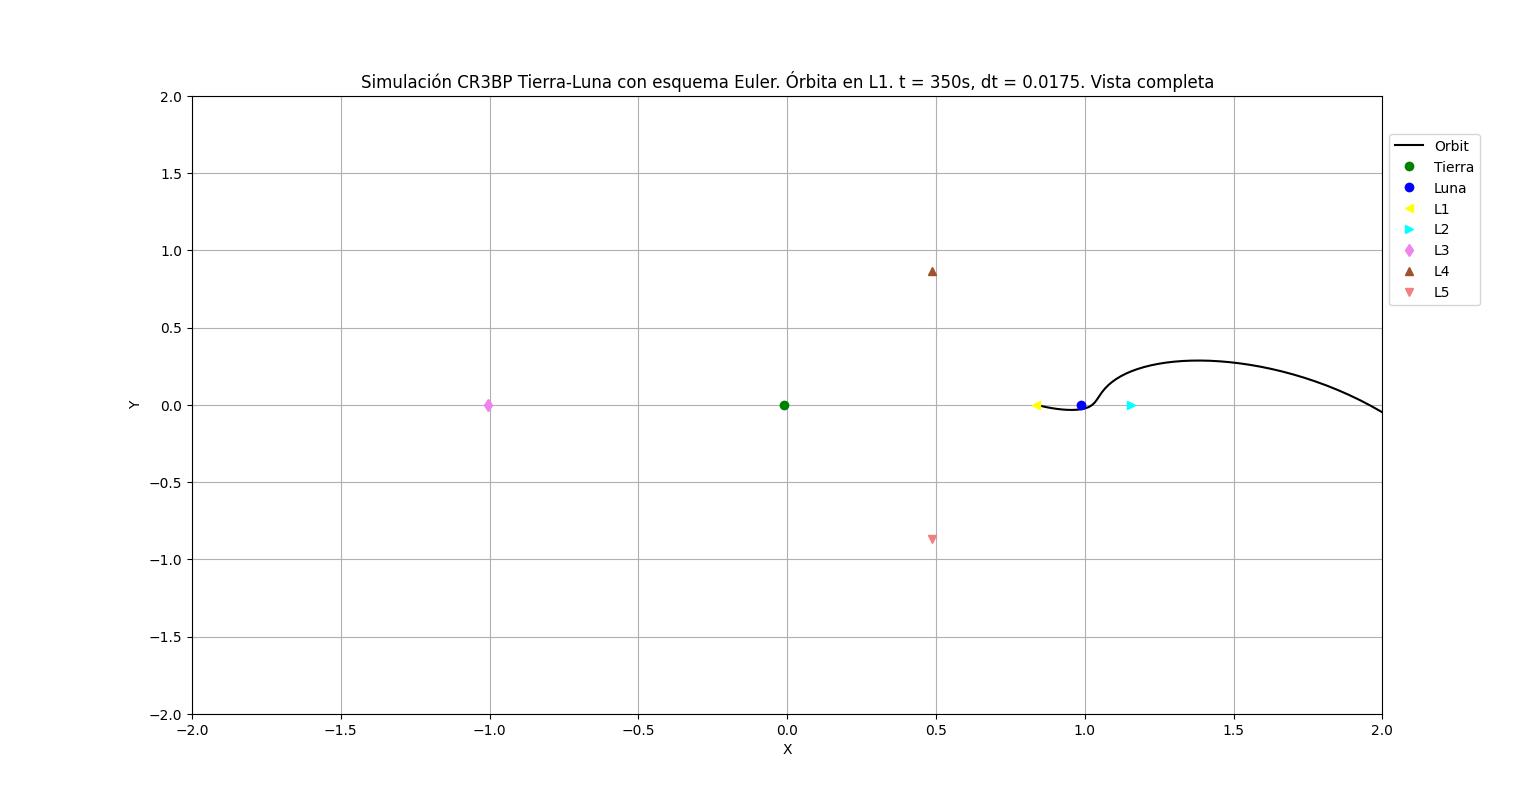 Simulación CR3BP Tierra-Luna con esquema Euler. Órbita en L1. t = 350s, dt = 0.0175. Vista completa
2.0
1.5
1.0
0.5
0.0
−0.5
−1.0
−1.5
−2.0
Y
−2.0 −1.5 −1.0 −0.5 0.0 0.5 1.0 1.5 2.0
X
Orbit
Tierra
Luna
L1
L2
L3
L4
L5